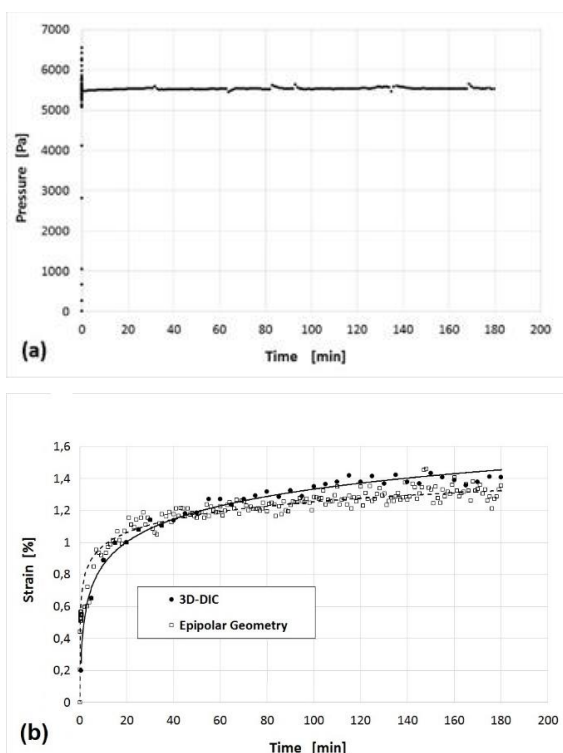 7000
6000
5000
4000
3000
2000
1000
0
Pressure [Pa]
0 20 40 60 80 100 120 140 160 180 200
(a)
Time [min]
1,6
1,4
1,2
1
0,8
0,6
0,4
0,2
0
Strain [%]
3D-DIC
Epipolar Geometry
0 20 40 60 80 100 120 140 160 180 200
(b)
Time [min]